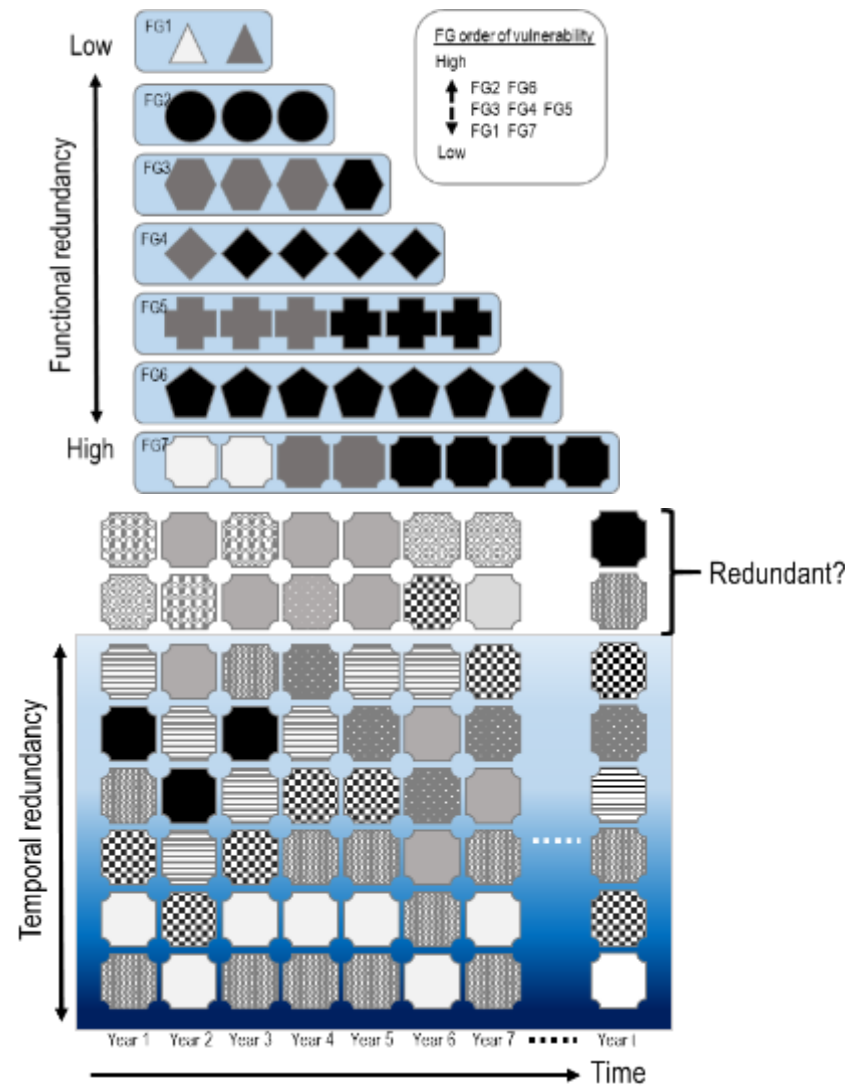 Low
FG1
FG2
FG3
FG4
FG5
FG6
FG7
High
Functional redundancy
FG order of vulnerability
High
FG2 FG6
FG3 FG4 FG5
FG1 FG7
Low
Redundant?
Temporal redundancy
Year 1 Year 2 Year 3 Year 4 Year 5 Year 6 Year 7 Year i
Time